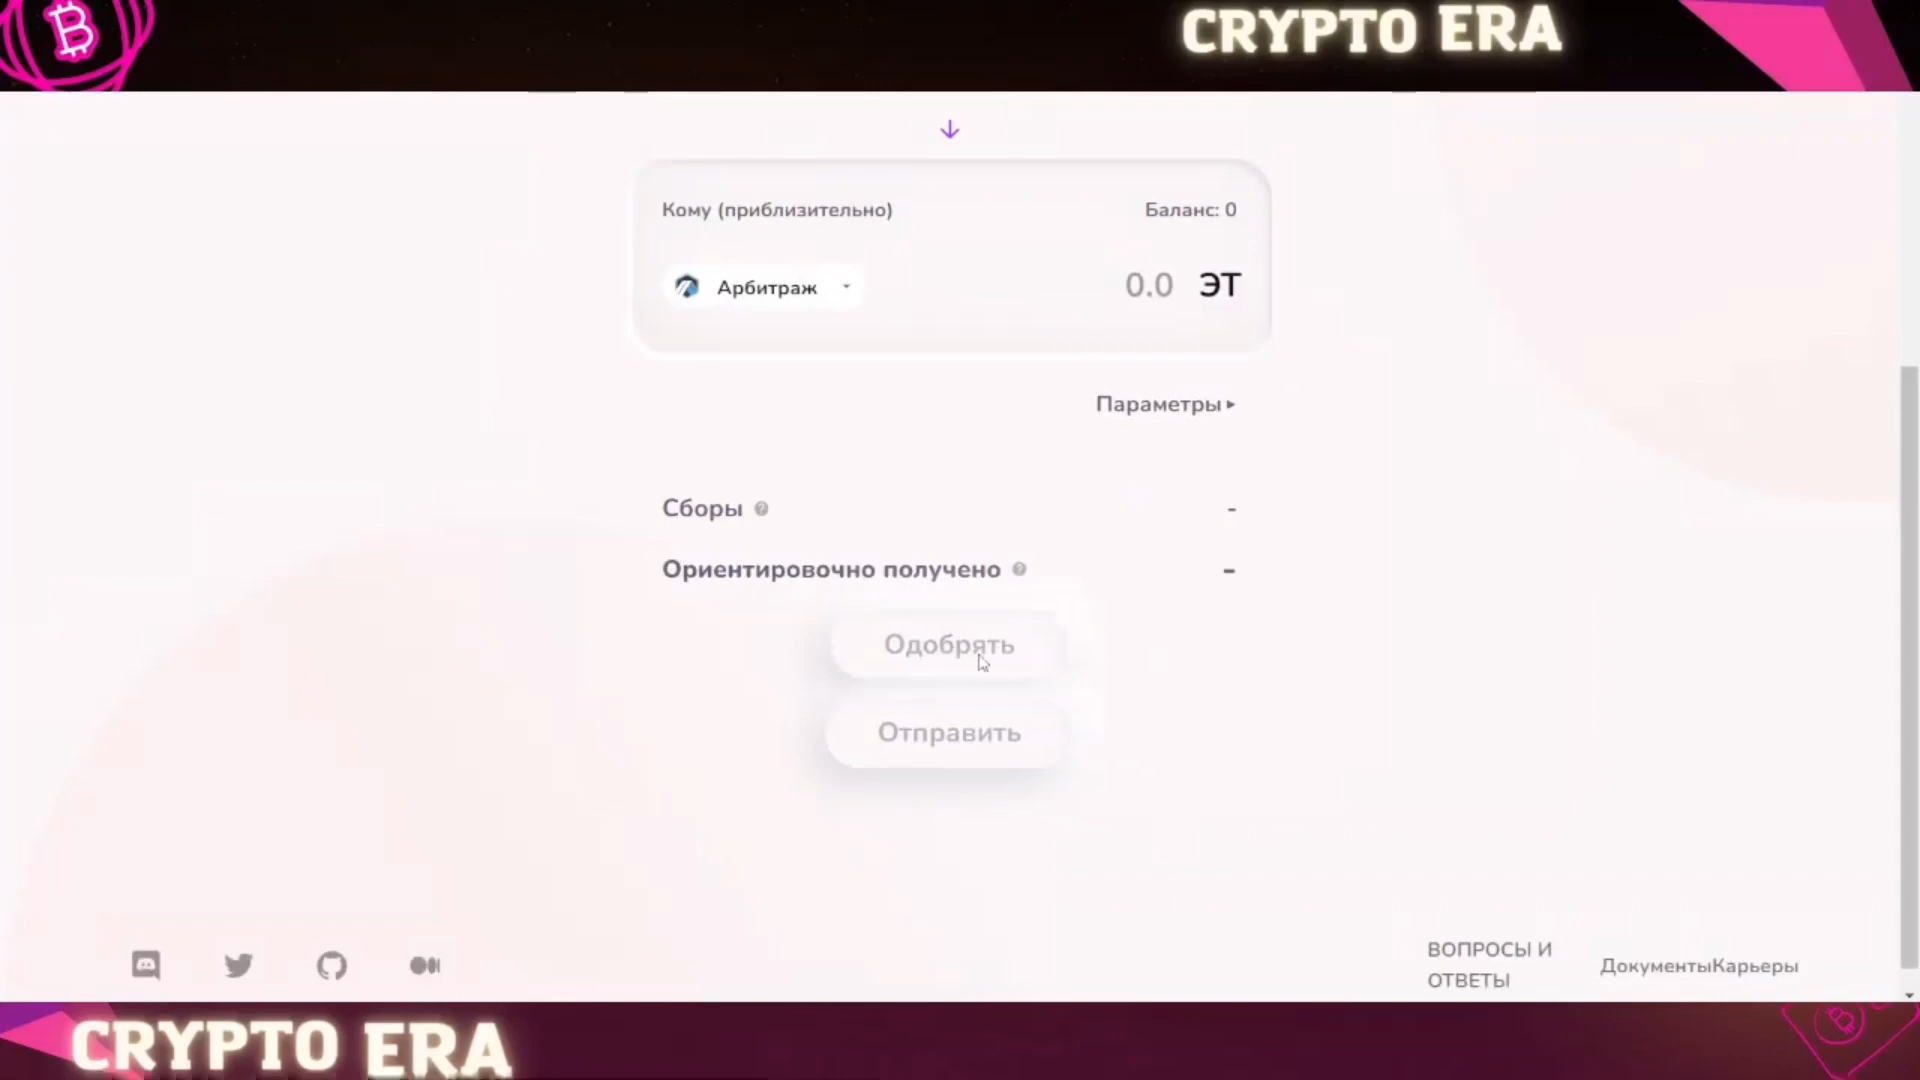 CRYPTO ERA
Кому (приблизительно)
Баланс: 0
Арбитраж
0.0 ЭТ
Параметры
Сборы
-
Ориентировочно получено
-
Одобрять
Отправить
ВОПРОСЫ И
ОТВЕТЫ
ДокументыКарьеры
CRYPTO ERA